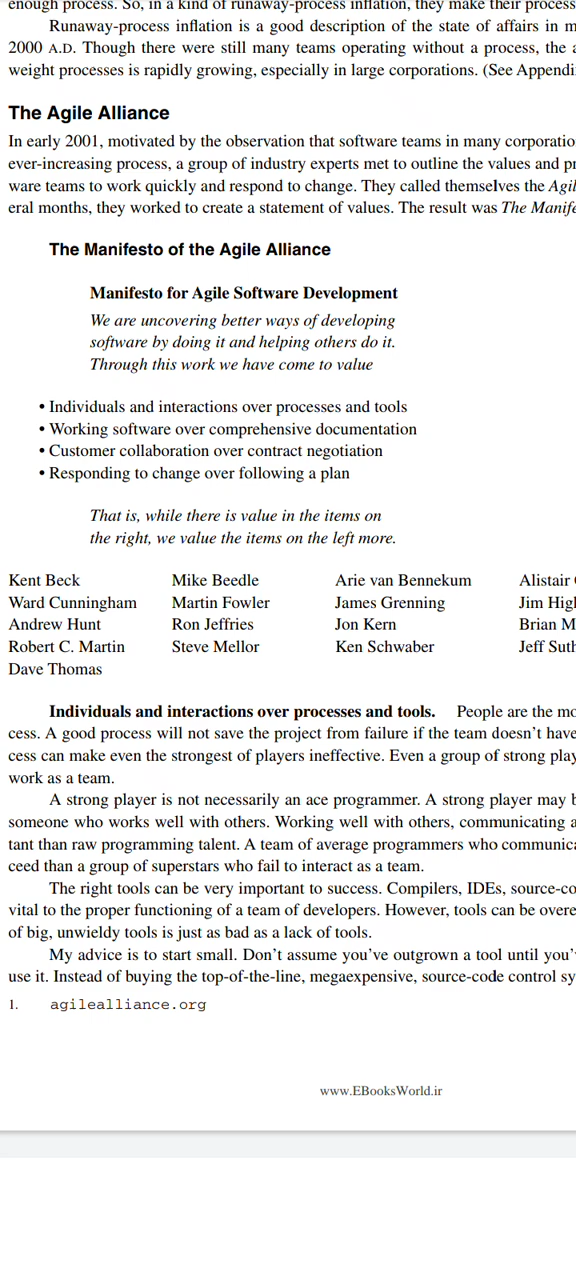 enough process. So, in a kind of runaway-process inflation, they make their process
Runaway-process inflation is a good description of the state of affairs in m
2000 A.D. Though there were still many teams operating without a process, the a
weight processes is rapidly growing, especially in large corporations. (See Appendi
The Agile Alliance
In early 2001, motivated by the observation that software teams in many corporatio
ever-increasing process, a group of industry experts met to outline the values and pr
ware teams to work quickly and respond to change. They called themselves the Agil
eral months, they worked to create a statement of values. The result was The Manife
The Manifesto of the Agile Alliance
Manifesto for Agile Software Development
We are uncovering better ways of developing
software by doing it and helping others do it.
Through this work we have come to value
• Individuals and interactions over processes and tools
• Working software over comprehensive documentation
• Customer collaboration over contract negotiation
• Responding to change over following a plan
That is, while there is value in the items on
the right, we value the items on the left more.
Kent Beck Mike Beedle Arie van Bennekum Alistair
Ward Cunningham Martin Fowler James Grenning Jim High
Andrew Hunt Ron Jeffries Jon Kern Brian M
Robert C. Martin Steve Mellor Ken Schwaber Jeff Suth
Dave Thomas
Individuals and interactions over processes and tools. People are the mo
cess. A good process will not save the project from failure if the team doesn't have
cess can make even the strongest of players ineffective. Even a group of strong play
work as a team.
A strong player is not necessarily an ace programmer. A strong player may b
someone who works well with others. Working well with others, communicating a
tant than raw programming talent. A team of average programmers who communica
ceed than a group of superstars who fail to interact as a team.
The right tools can be very important to success. Compilers, IDEs, source-co
vital to the proper functioning of a team of developers. However, tools can be overe
of big, unwieldy tools is just as bad as a lack of tools.
My advice is to start small. Don't assume you've outgrown a tool until you'v
use it. Instead of buying the top-of-the-line, megaexpensive, source-code control sy
1. agilealliance.org
www.EBooksWorld.ir